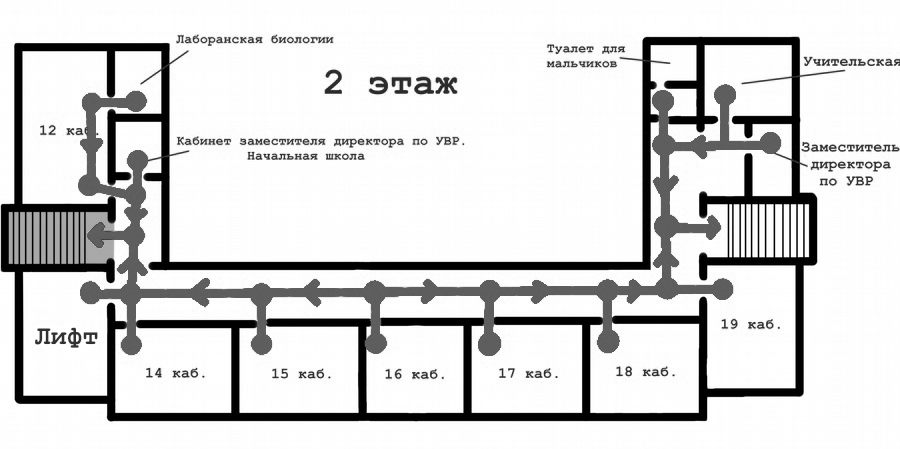 Лаборанская биологии
2 этаж
Туалет для
мальчиков
Учительская
12 каб.
Кабинет заместителя директора по УВР.
Начальная школа
Заместитель
директора
по УВР
Лифт
19 каб.
14 каб.
15 каб.
16 каб.
17 каб.
18 каб.